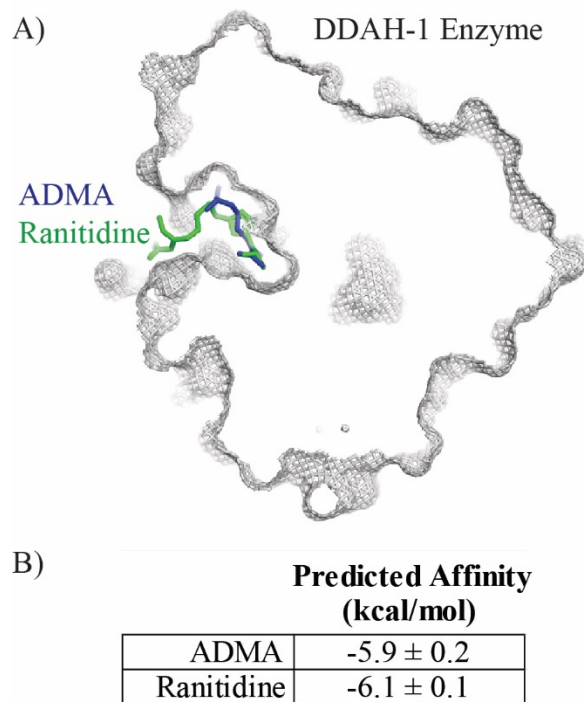 A)
DDAH-1 Enzyme
ADMA
Ranitidine
B)
Predicted Affinity
(kcal/mol)
ADMA -5.9 ± 0.2
Ranitidine -6.1 ± 0.1